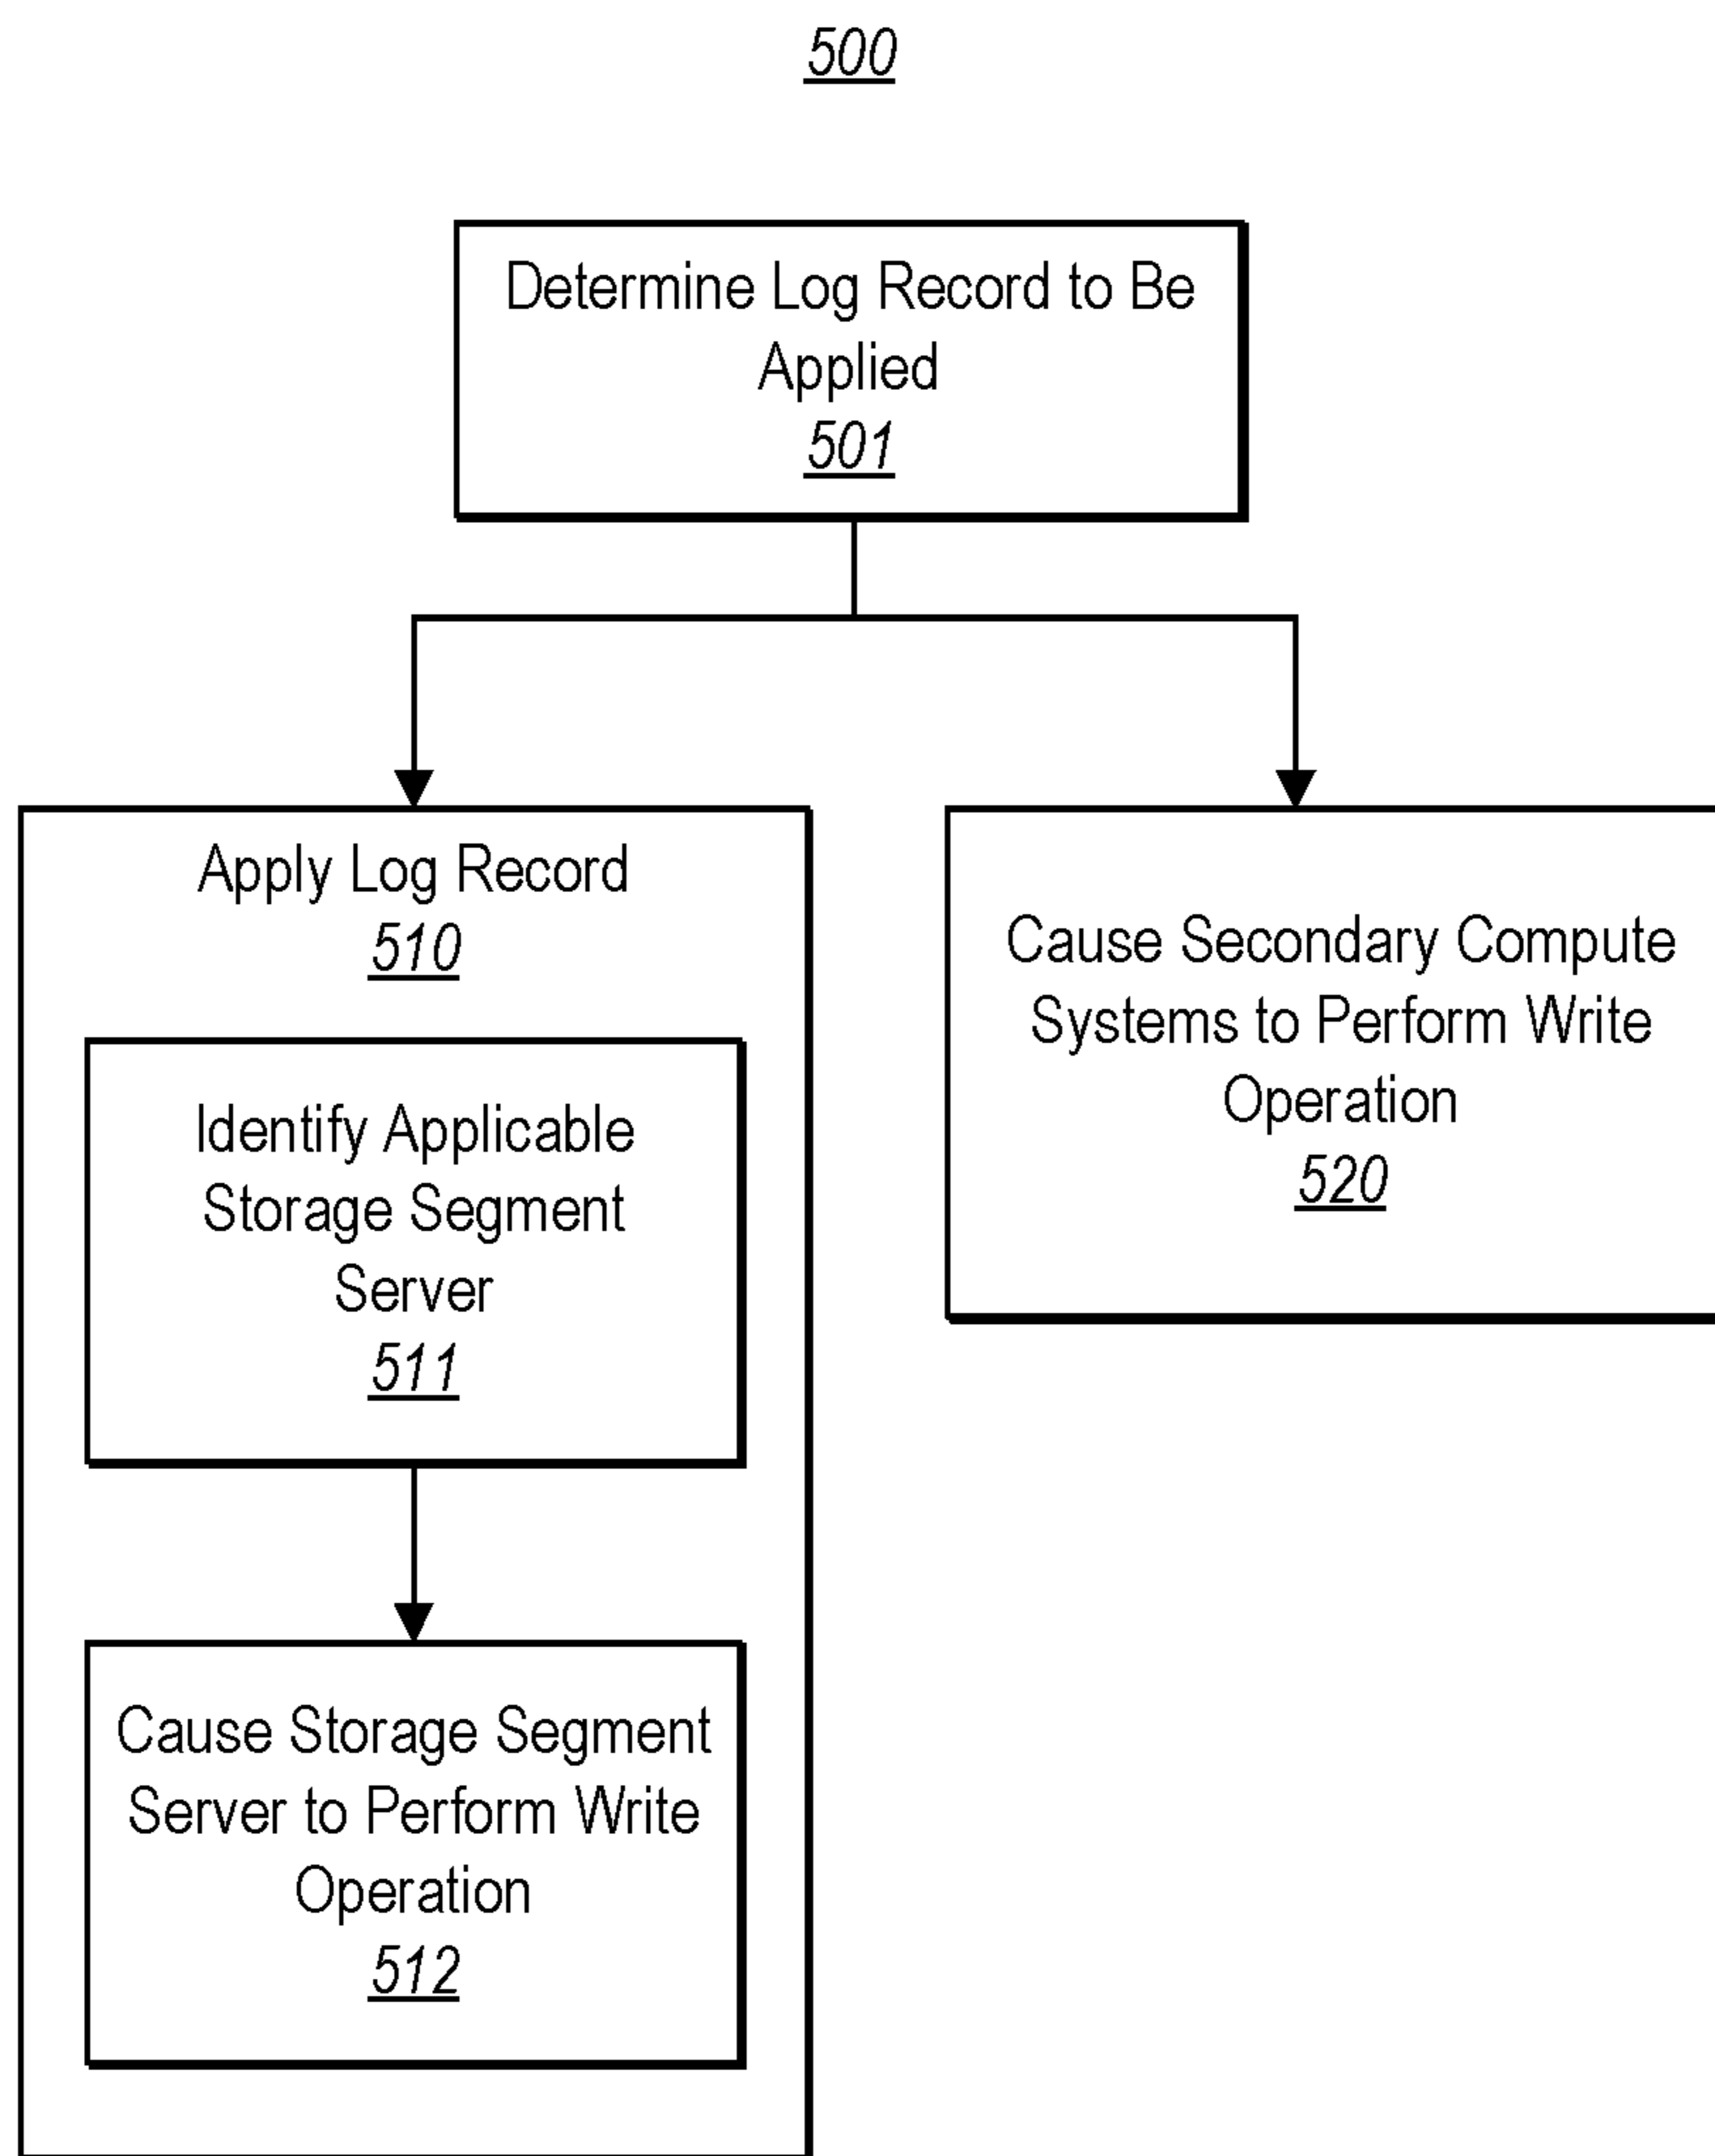 500
Determine Log Record to Be
Applied
501
Apply Log Record
510
Identify Applicable
Storage Segment
Server
511
Cause Storage Segment
Server to Perform Write
Operation
512
Cause Secondary Compute
Systems to Perform Write
Operation
520